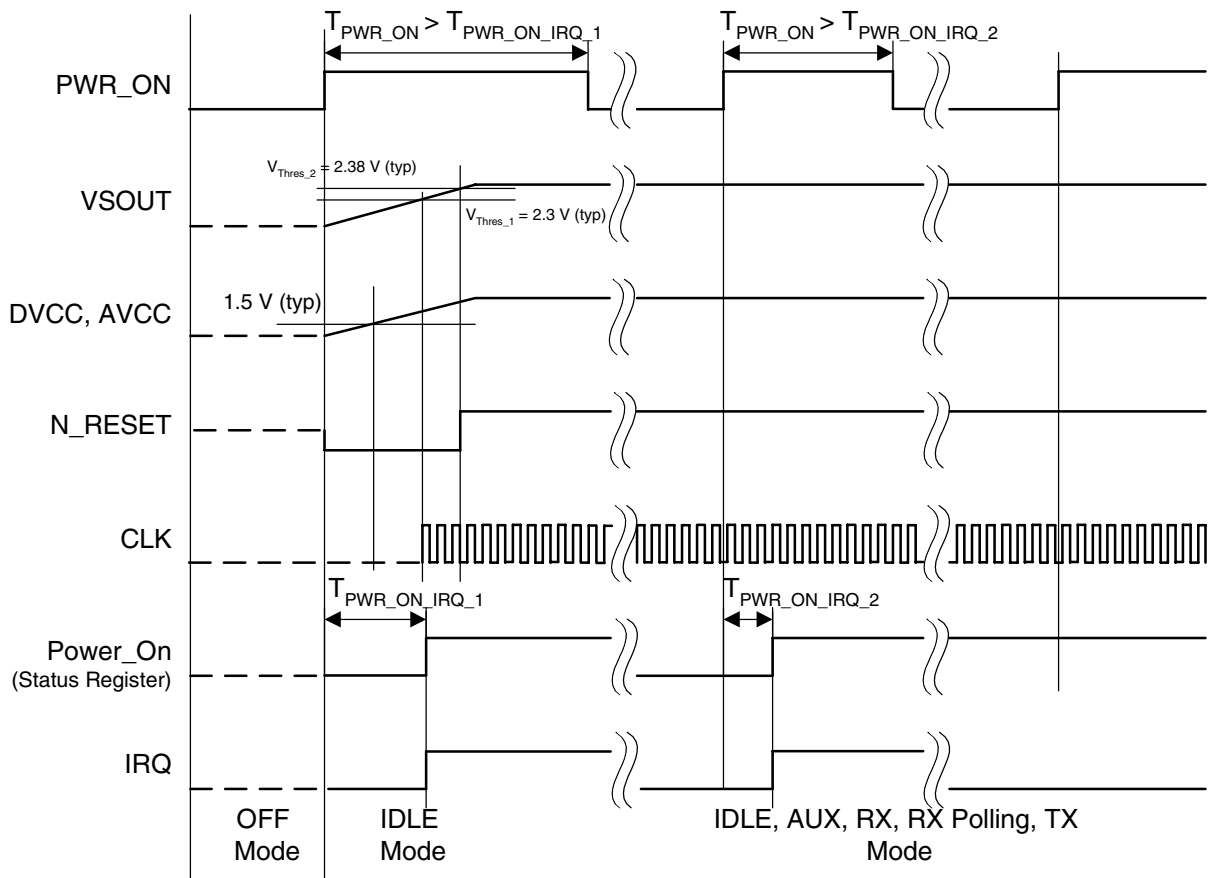 T_PWR_ON > T_PWR_ON_IRQ_1
T_PWR_ON > T_PWR_ON_IRQ_2
PWR_ON
V_Thres_2 = 2.38 V (typ)
VSOUT
V_Thres_1 = 2.3 V (typ)
1.5 V (typ)
DVCC, AVCC
N_RESET
CLK
T_PWR_ON_IRQ_1
T_PWR_ON_IRQ_2
Power_On
(Status Register)
IRQ
OFF
Mode
IDLE
Mode
IDLE, AUX, RX, RX Polling, TX
Mode